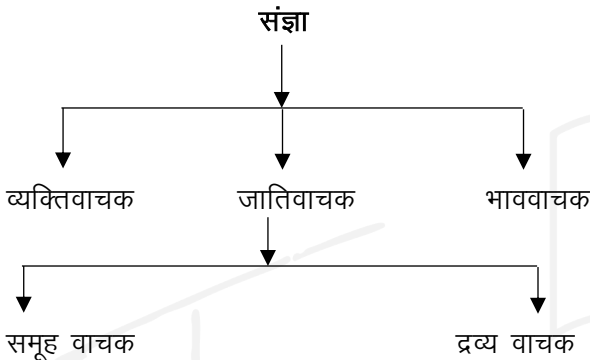 संज्ञा
व्यक्तिवाचक जातिवाचक भाववाचक
समूह वाचक द्रव्य वाचक